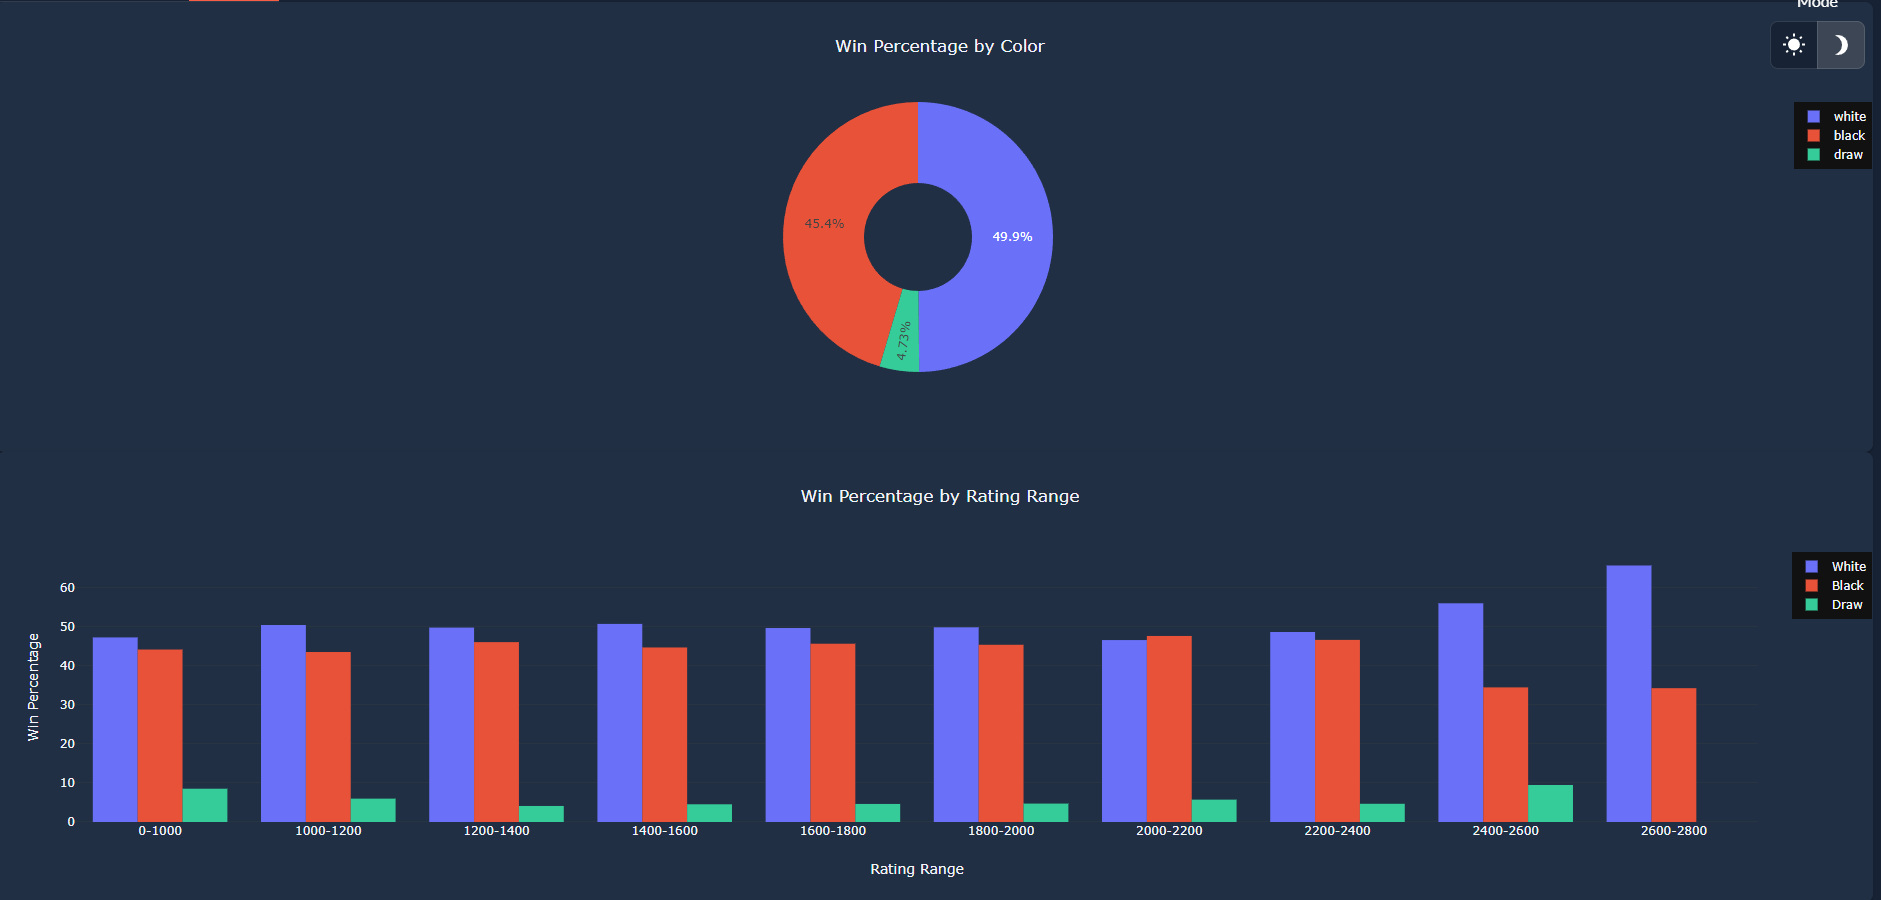 Mode
Win Percentage by Color
white
black
draw
45.4%
49.9%
4.73%
Win Percentage by Rating Range
White
Black
Draw
Win Percentage
60
50
40
30
20
10
0
0-1000 1000-1200 1200-1400 1400-1600 1600-1800 1800-2000 2000-2200 2200-2400 2400-2600 2600-2800
Rating Range